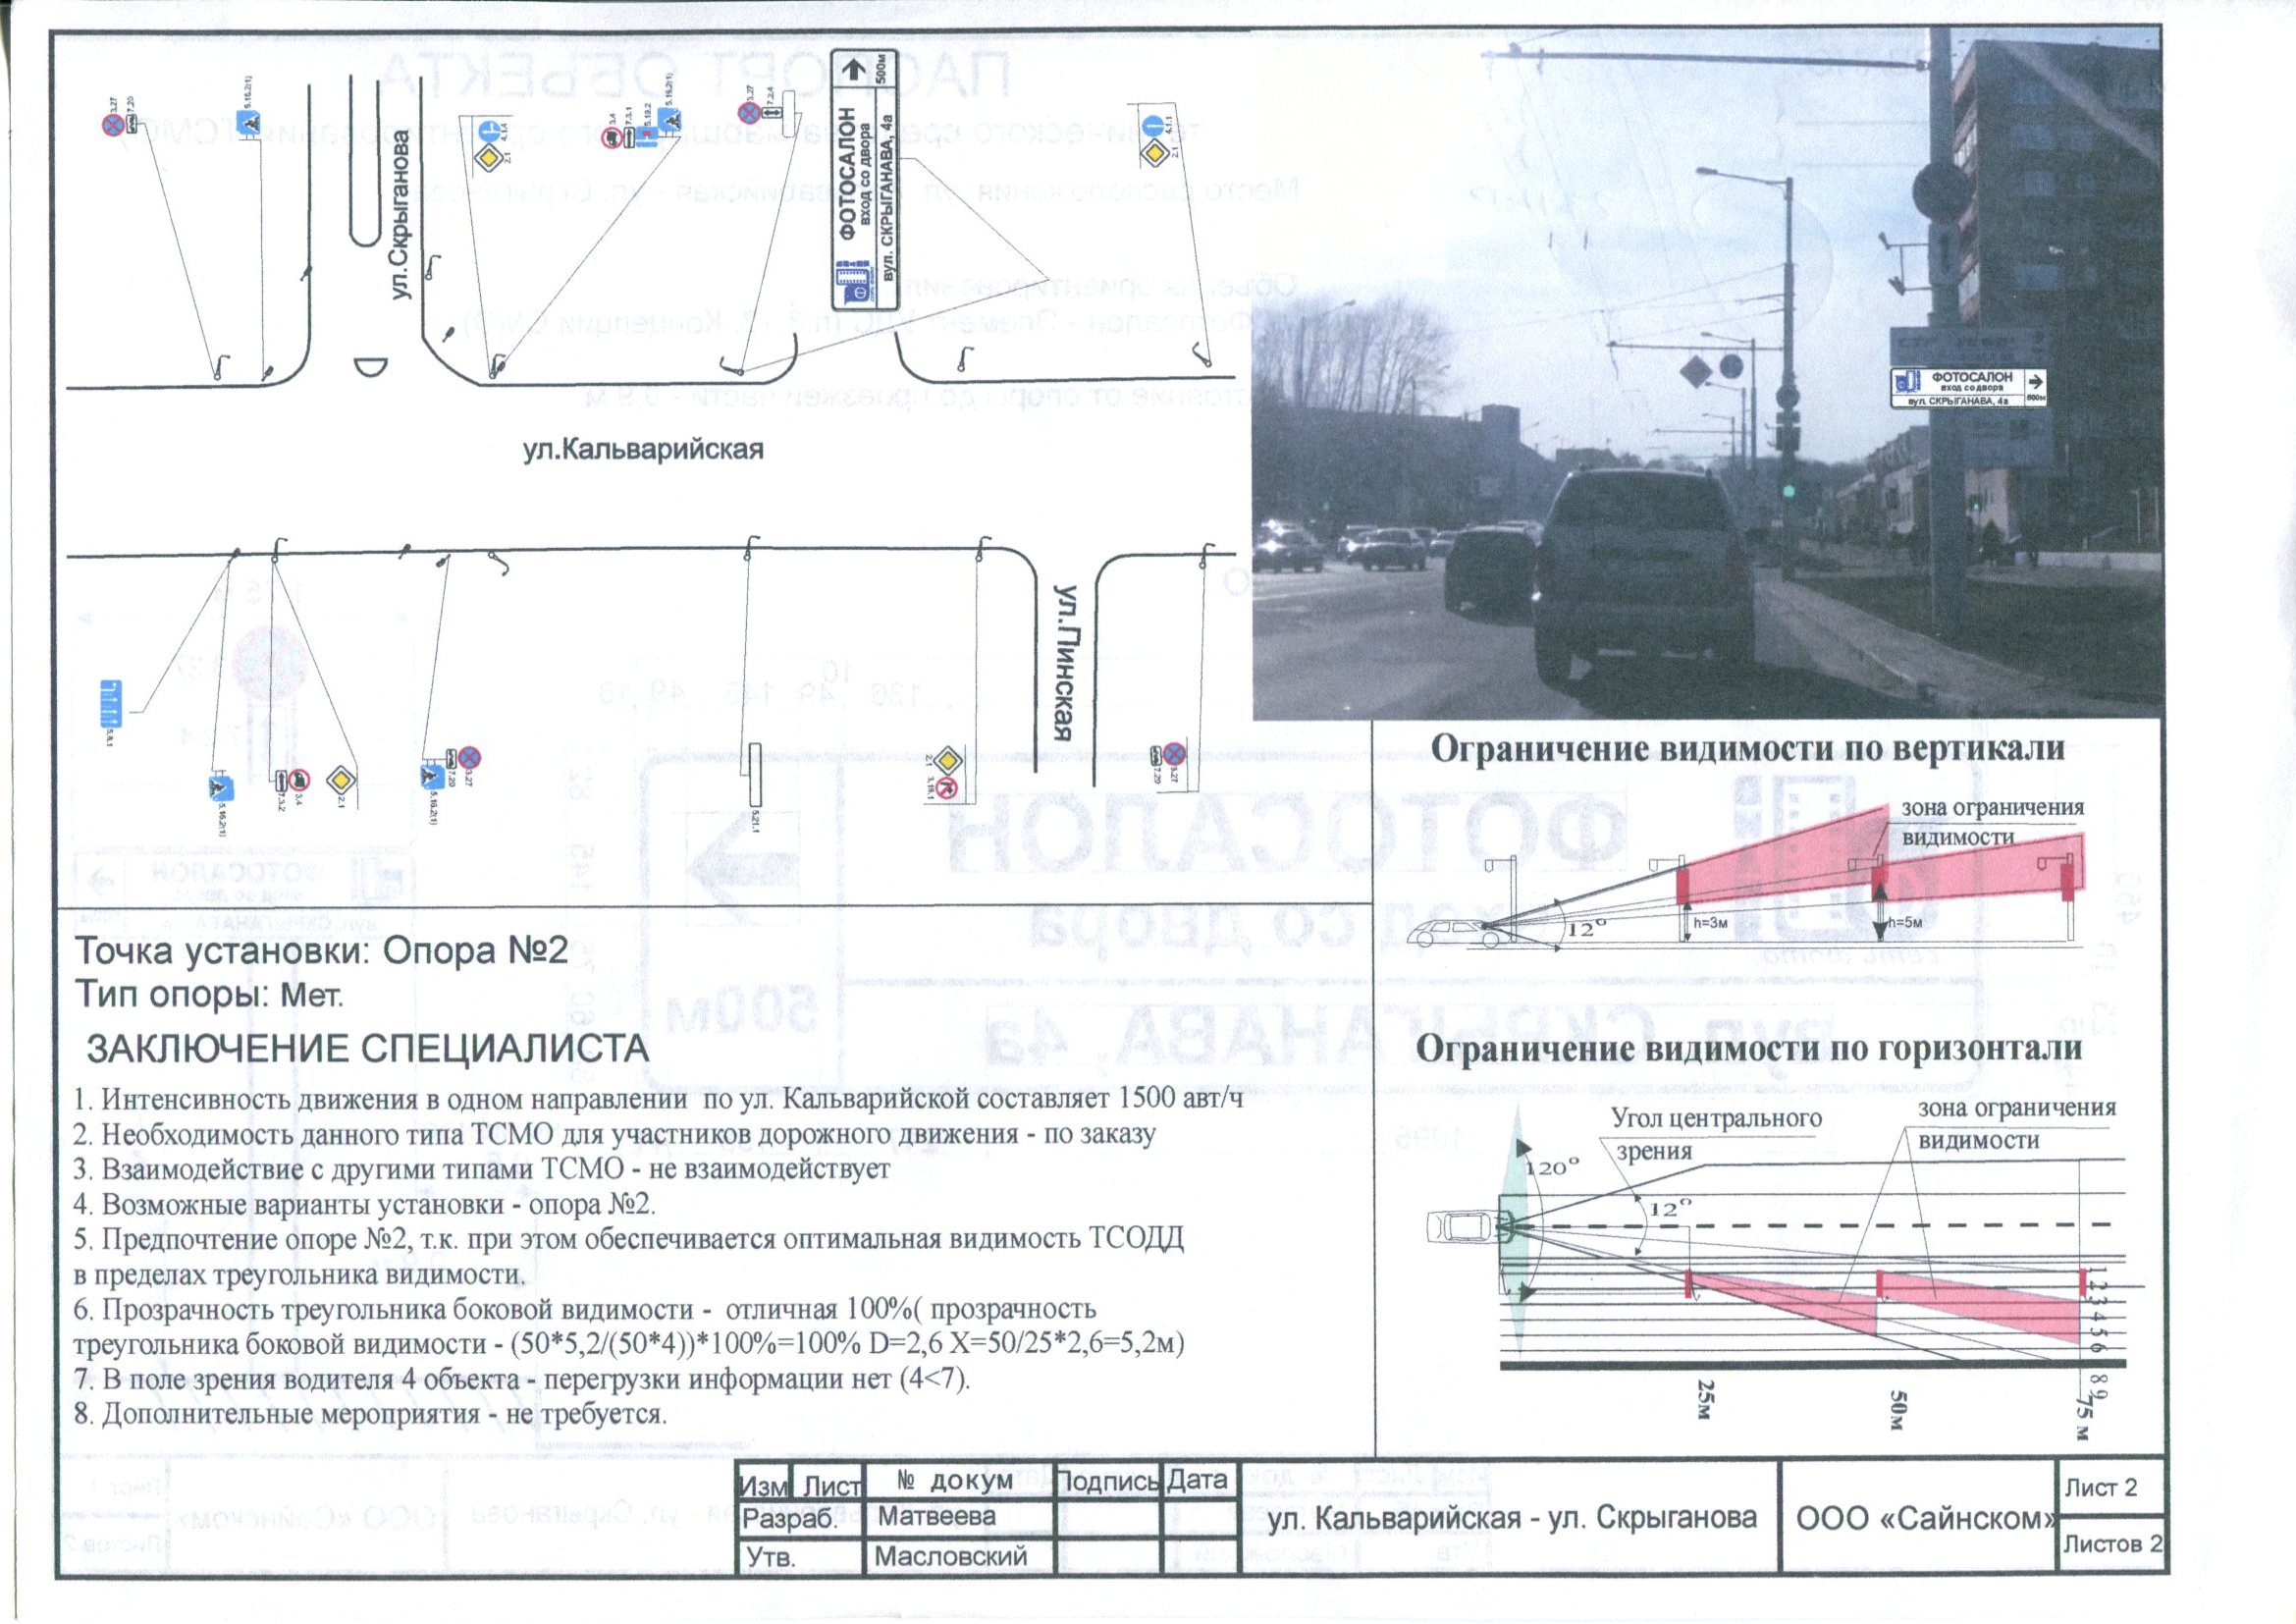 3.27
7.20
5.16.2(1)
ул.Скрыганова
4.1.4
2.1
3.4
7.3.1
5.19.2
5.16.2(1)
3.27
7.2.4
ФОТОСАЛОН
вход со двора
вул. СКРЫГАНАВА, 4а
500м
4.1.1
2.1
ул.Кальварийская
ул.Пинская
5.8.1
5.16.2(1)
7.3.2
3.4
2.1
5.16.2(1)
7.20
3.27
5.21.1
2.1
3.18.1
7.20
3.27
ФОТОСАЛОН
вход со двора
вул. СКРЫГАНАВА, 4а
500м
Ограничение видимости по вертикали
зона ограничения
видимости
12°
h=3м
h=5м
Ограничение видимости по горизонтали
Угол центрального
зрения
зона ограничения
видимости
120°
12°
1 2 3 4 5 6
8 9
25м
50м
75 м
Точка установки: Опора №2
Тип опоры: Мет.
ЗАКЛЮЧЕНИЕ СПЕЦИАЛИСТА
1. Интенсивность движения в одном направлении по ул. Кальварийской составляет 1500 авт/ч
2. Необходимость данного типа ТСМО для участников дорожного движения - по заказу
3. Взаимодействие с другими типами ТСМО - не взаимодействует
4. Возможные варианты установки - опора №2.
5. Предпочтение опоре №2, т.к. при этом обеспечивается оптимальная видимость ТСОДД
в пределах треугольника видимости.
6. Прозрачность треугольника боковой видимости - отличная 100%( прозрачность
треугольника боковой видимости - (50*5,2/(50*4))*100%=100% D=2,6 X=50/25*2,6=5,2м)
7. В поле зрения водителя 4 объекта - перегрузки информации нет (4<7).
8. Дополнительные мероприятия - не требуется.
Изм Лист № докум Подпись Дата
Разраб. Матвеева
Утв. Масловский
ул. Кальварийская - ул. Скрыганова
ООО «Сайнском»
Лист 2
Листов 2